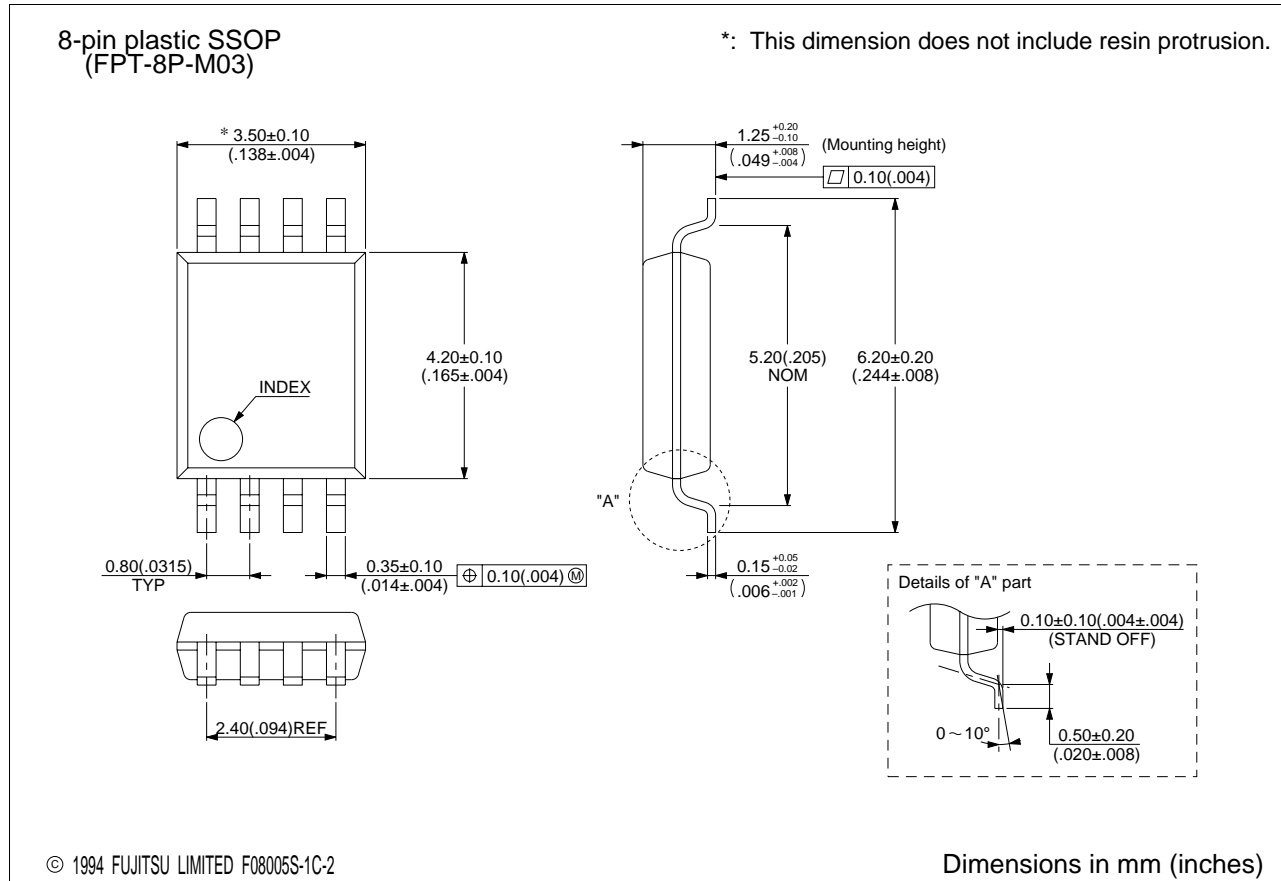 8-pin plastic SSOP
(FPT-8P-M03)
*: This dimension does not include resin protrusion.
* 3.50±0.10
(.138±.004)
1.25 +0.20 –0.10
(.049 +.008 –.004)
(Mounting height)
0.10(.004)
4.20±0.10
(.165±.004)
INDEX
5.20(.205)
NOM
6.20±0.20
(.244±.008)
"A"
0.80(.0315)
TYP
0.35±0.10
(.014±.004)
⌖ 0.10(.004) Ⓜ
0.15 +0.05 –0.02
(.006 +.002 –.001)
Details of "A" part
0.10±0.10(.004±.004)
(STAND OFF)
0~10°
0.50±0.20
(.020±.008)
2.40(.094)REF
© 1994 FUJITSU LIMITED F08005S-1C-2
Dimensions in mm (inches)